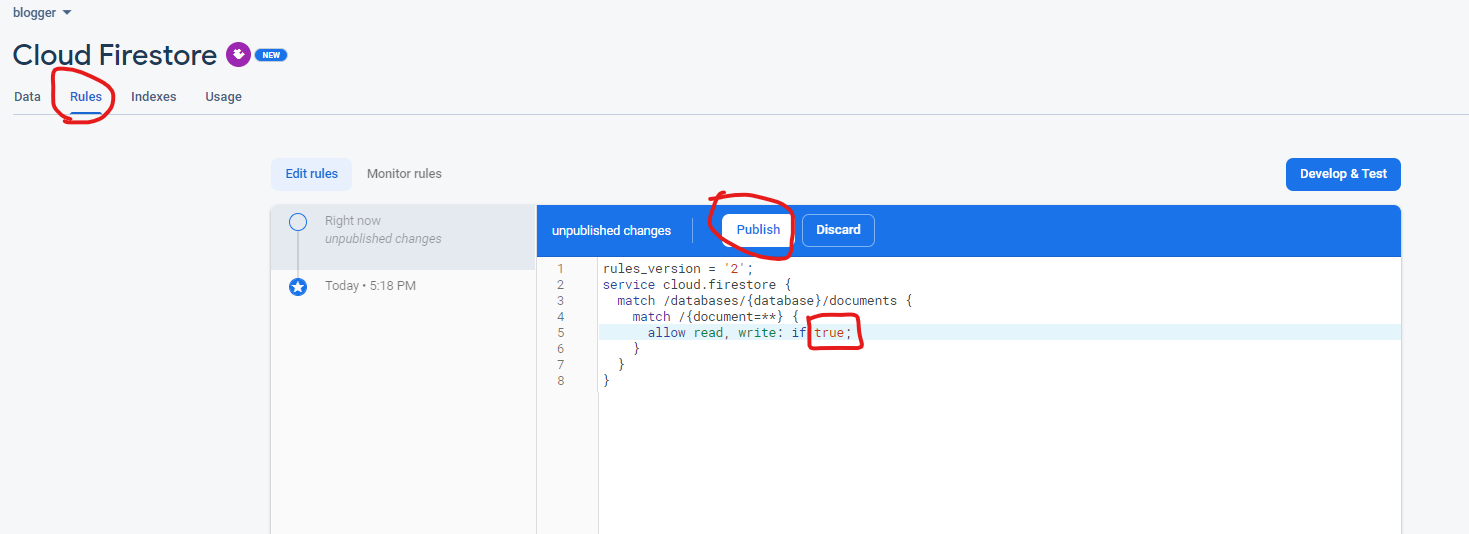 blogger
Cloud Firestore NEW
Data Rules Indexes Usage
Edit rules Monitor rules Develop & Test
Right now
unpublished changes
Today • 5:18 PM
unpublished changes Publish Discard
1 rules_version = '2';
2 service cloud.firestore {
3 match /databases/{database}/documents {
4 match /{document=**} {
5 allow read, write: if true;
6 }
7 }
8 }